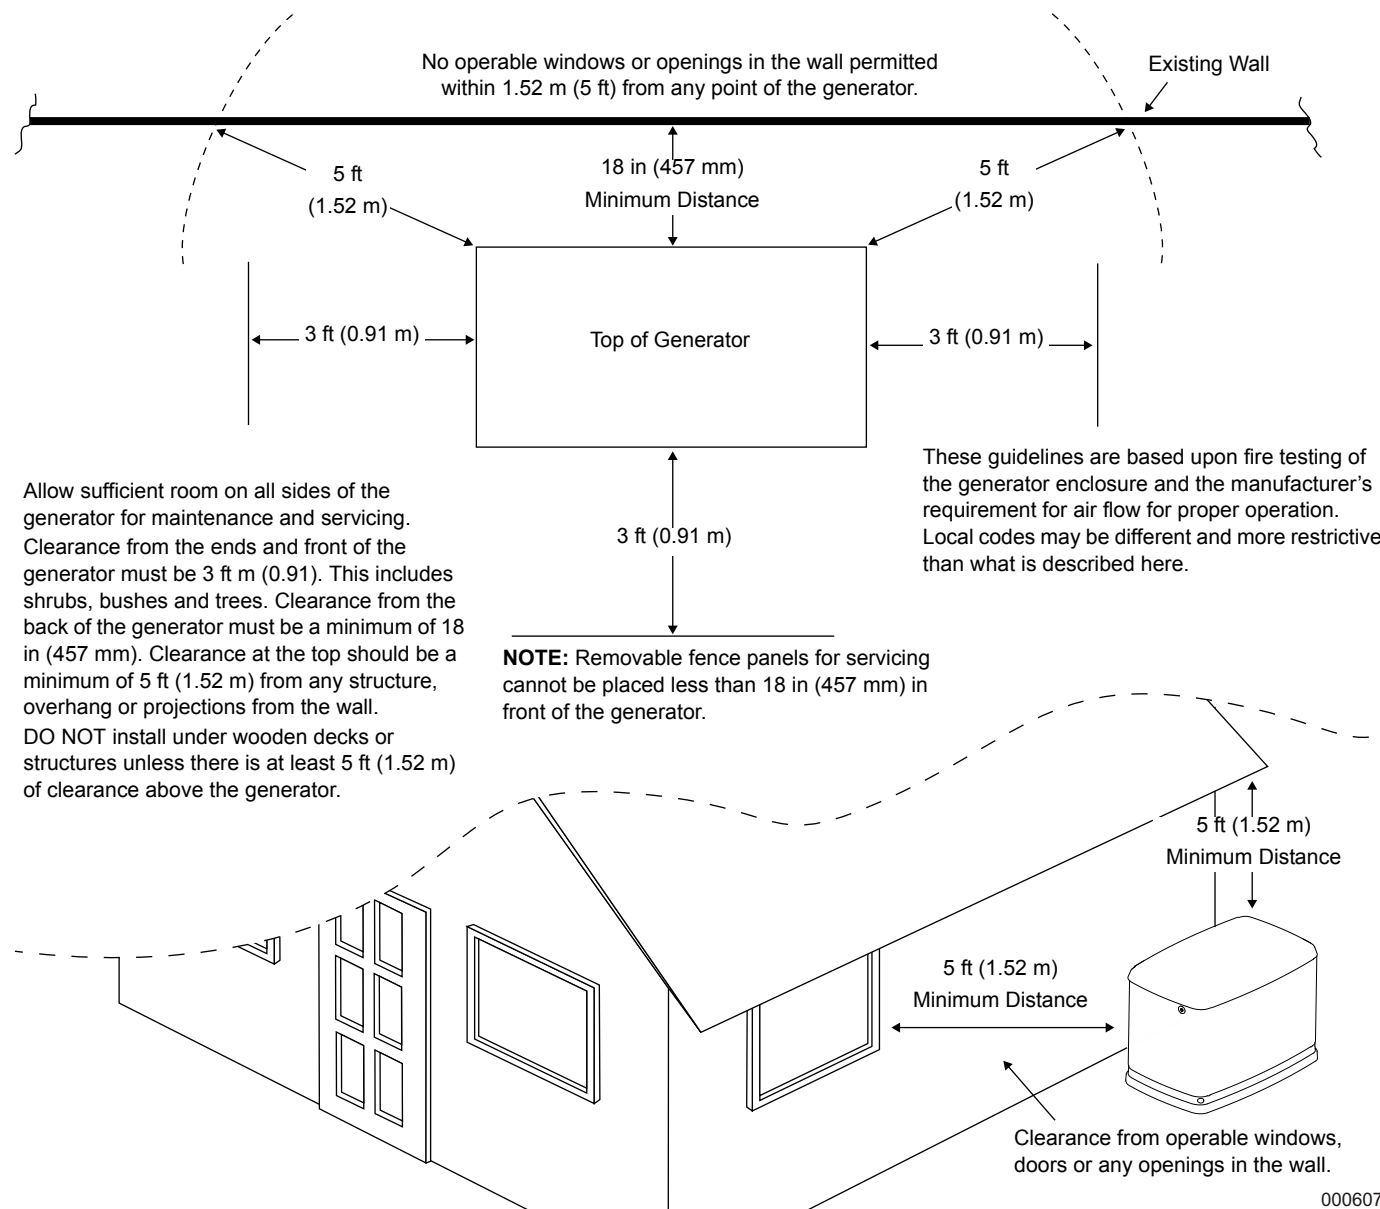 No operable windows or openings in the wall permitted
within 1.52 m (5 ft) from any point of the generator.
Existing Wall
5 ft
(1.52 m)
18 in (457 mm)
Minimum Distance
5 ft
(1.52 m)
3 ft (0.91 m)
Top of Generator
3 ft (0.91 m)
Allow sufficient room on all sides of the
generator for maintenance and servicing.
Clearance from the ends and front of the
generator must be 3 ft m (0.91). This includes
shrubs, bushes and trees. Clearance from the
back of the generator must be a minimum of 18
in (457 mm). Clearance at the top should be a
minimum of 5 ft (1.52 m) from any structure,
overhang or projections from the wall.
DO NOT install under wooden decks or
structures unless there is at least 5 ft (1.52 m)
of clearance above the generator.
3 ft (0.91 m)
These guidelines are based upon fire testing of
the generator enclosure and the manufacturer's
requirement for air flow for proper operation.
Local codes may be different and more restrictive
than what is described here.
NOTE: Removable fence panels for servicing
cannot be placed less than 18 in (457 mm) in
front of the generator.
5 ft (1.52 m)
Minimum Distance
5 ft (1.52 m)
Minimum Distance
Clearance from operable windows,
doors or any openings in the wall.
000607